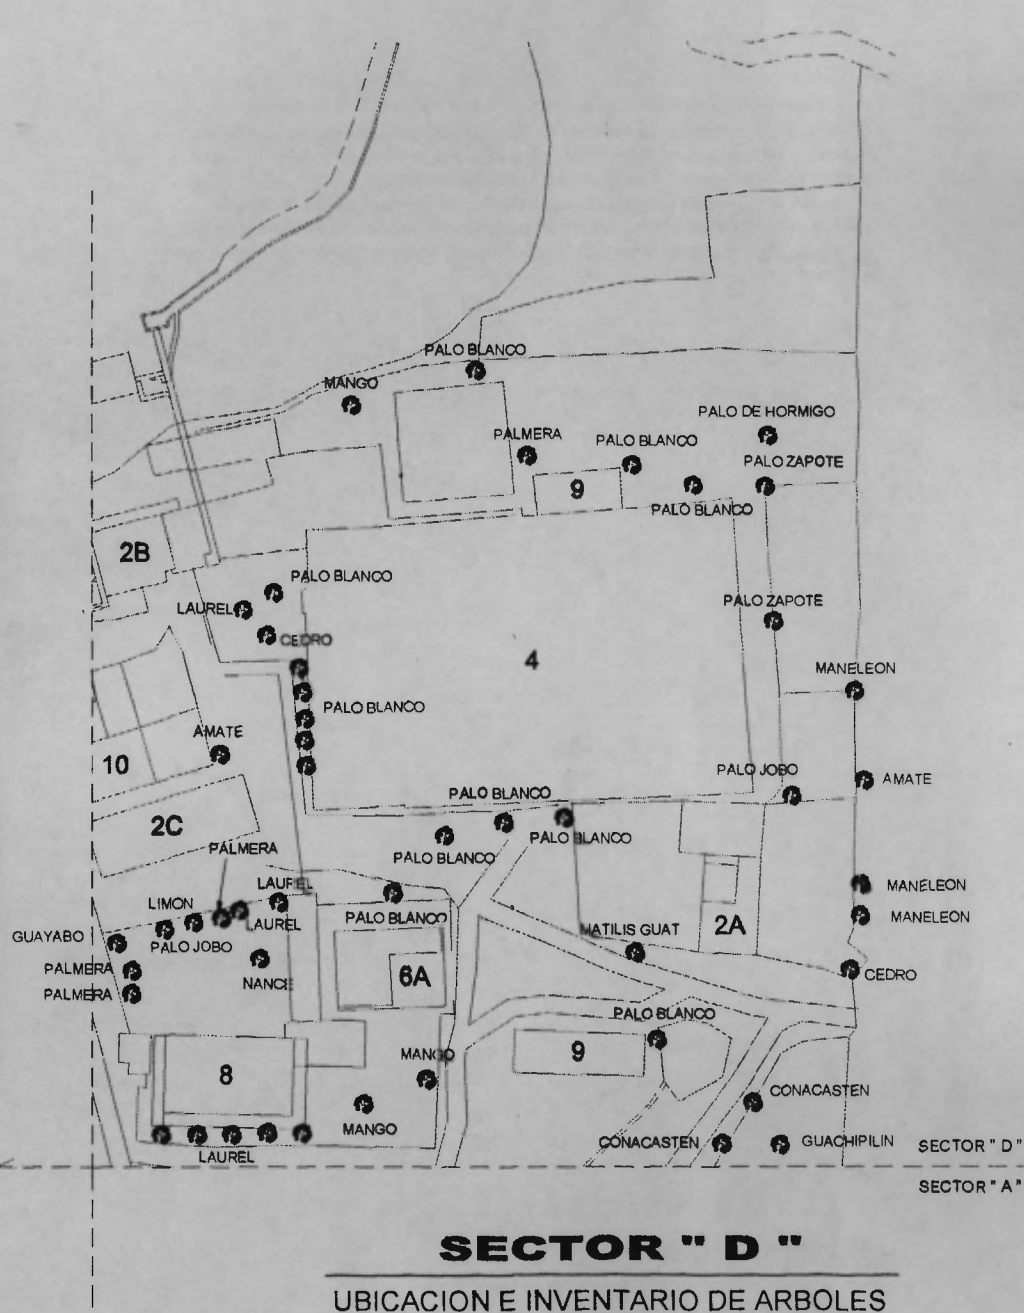 PALO BLANCO
MANGO
PALO DE HORMIGO
PALMERA
PALO BLANCO
PALO ZAPOTE
9
PALO BLANCO
2B
PALO BLANCO
LAUREL
PALO ZAPOTE
CEDRO
4
MANELEON
PALO BLANCO
AMATE
10
PALO JOBO
AMATE
PALO BLANCO
2C
PALO BLANCO
PALMERA
PALO BLANCO
LAUREL
MANELEON
LIMON
PALO BLANCO
LAUREL
MANELEON
2A
MATILIS GUAT
GUAYABO
PALO JOBO
PALMERA
NANCE
6A
CEDRO
PALMERA
PALO BLANCO
9
MANGO
8
CONACASTEN
MANGO
CONACASTEN
GUACHIPILIN
SECTOR " D "
LAUREL
SECTOR " A "
SECTOR " D "
UBICACION E INVENTARIO DE ARBOLES